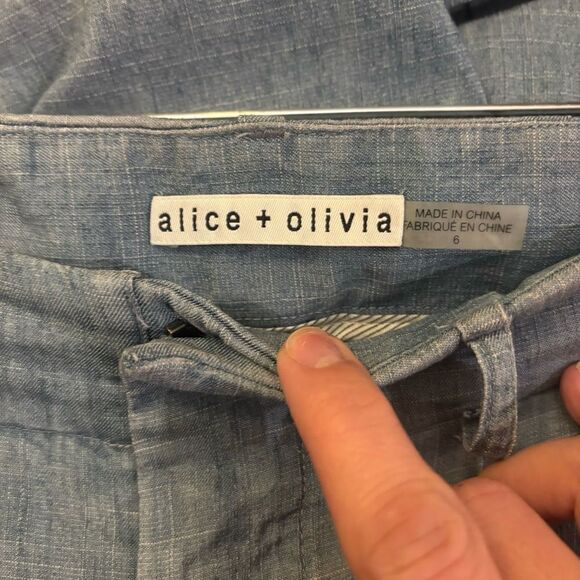 alice + olivia
MADE IN CHINA
FABRIQUÉ EN CHINE
6